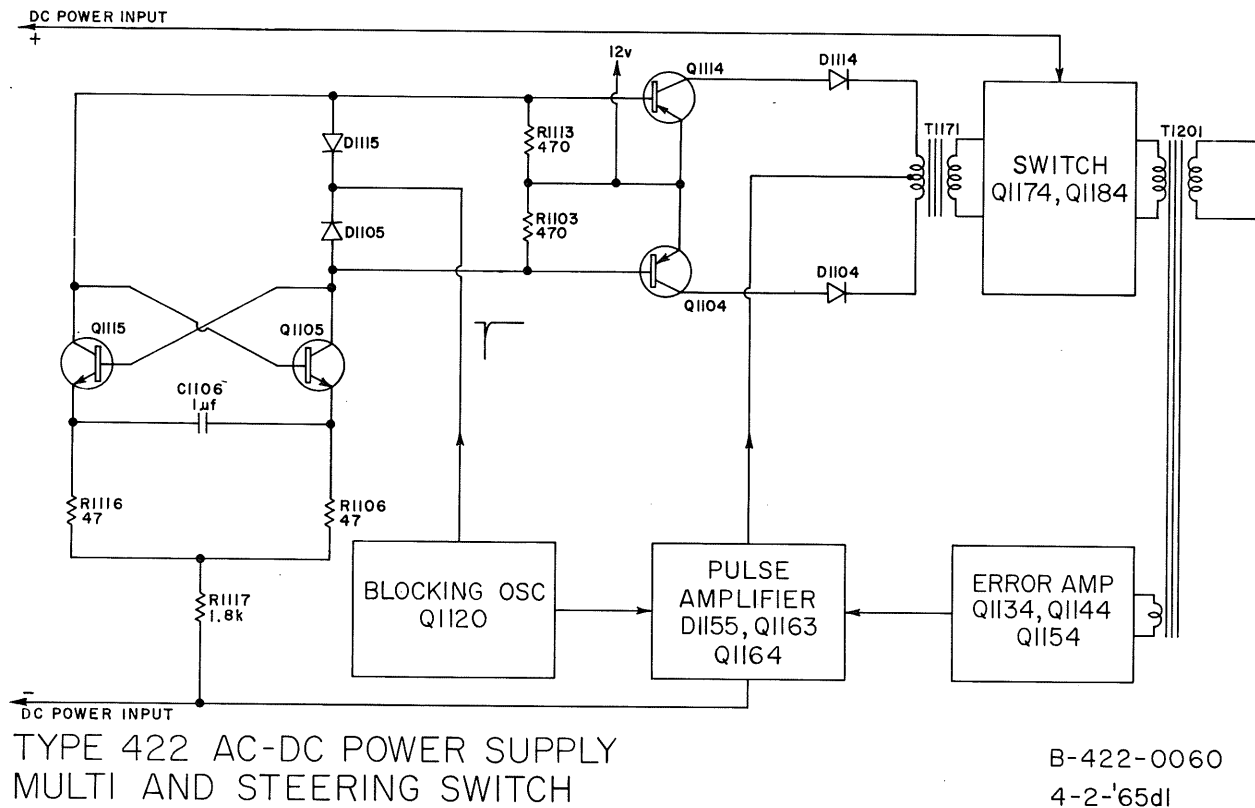 DC POWER INPUT
+
12v
Q1114
D1114
R1113
470
D1115
T1171
T1201
SWITCH
Q1174, Q1184
R1103
470
D1105
D1104
Q1104
Q1115
Q1105
C1106
1µf
R1116
47
R1106
47
BLOCKING OSC
Q1120
PULSE
AMPLIFIER
D1155, Q1163
Q1164
ERROR AMP
Q1134, Q1144
Q1154
R1117
1.8k
-
DC POWER INPUT
TYPE 422 AC-DC POWER SUPPLY
MULTI AND STEERING SWITCH
B-422-0060
4-2-'65dl